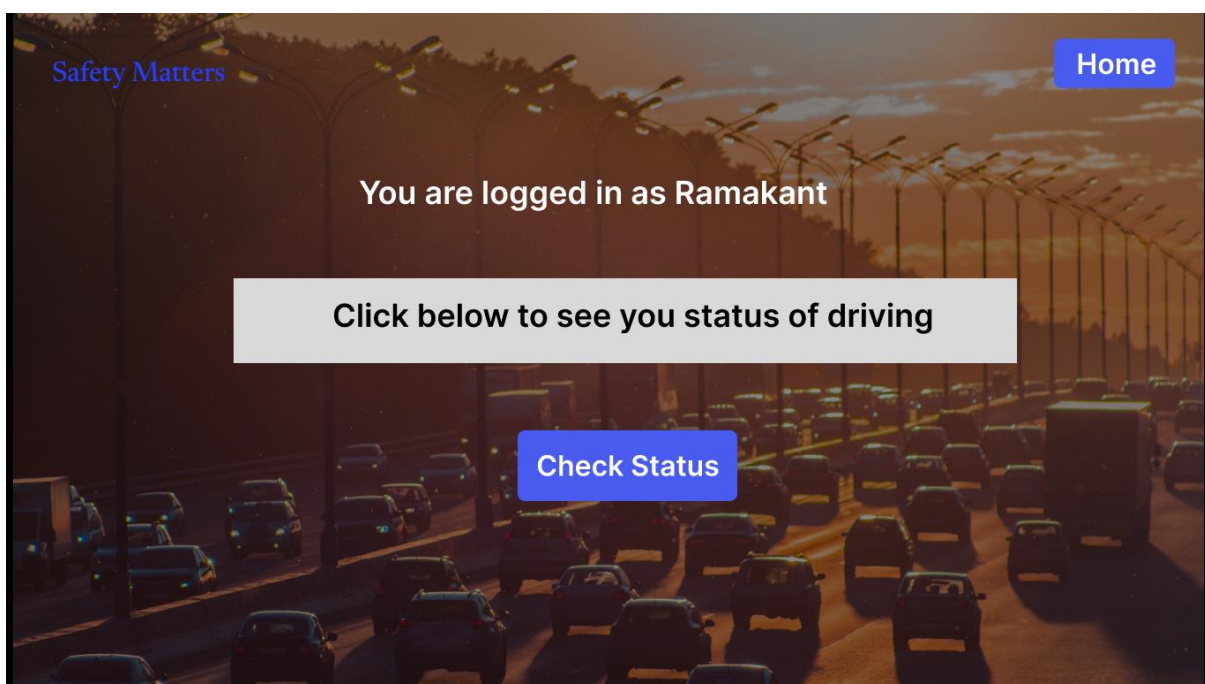 Safety Matters
Home
You are logged in as Ramakant
Click below to see you status of driving
Check Status